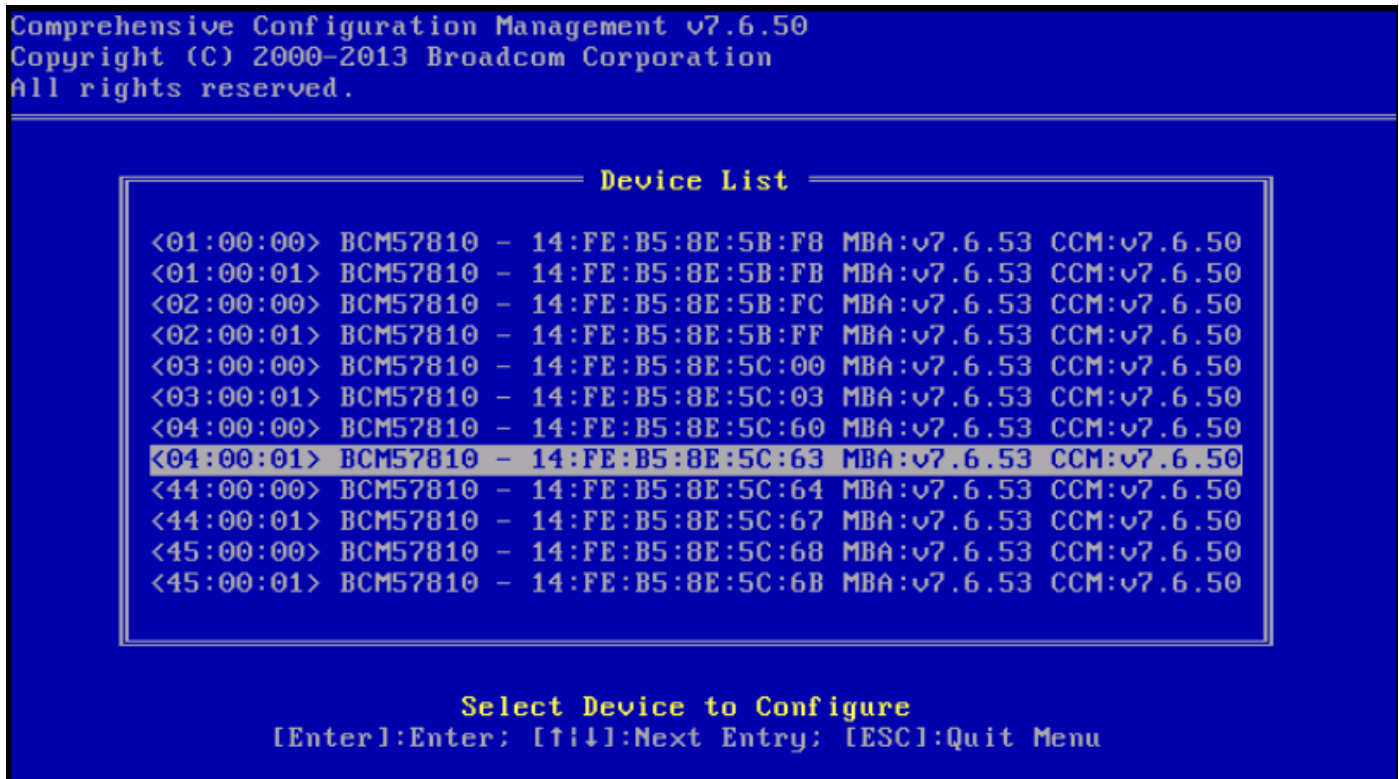 Comprehensive Configuration Management v7.6.50
Copyright (C) 2000-2013 Broadcom Corporation
All rights reserved.
Device List
<01:00:00> BCM57810 - 14:FE:B5:8E:5B:F8 MBA:v7.6.53 CCM:v7.6.50
<01:00:01> BCM57810 - 14:FE:B5:8E:5B:FB MBA:v7.6.53 CCM:v7.6.50
<02:00:00> BCM57810 - 14:FE:B5:8E:5B:FC MBA:v7.6.53 CCM:v7.6.50
<02:00:01> BCM57810 - 14:FE:B5:8E:5B:FF MBA:v7.6.53 CCM:v7.6.50
<03:00:00> BCM57810 - 14:FE:B5:8E:5C:00 MBA:v7.6.53 CCM:v7.6.50
<03:00:01> BCM57810 - 14:FE:B5:8E:5C:03 MBA:v7.6.53 CCM:v7.6.50
<04:00:00> BCM57810 - 14:FE:B5:8E:5C:60 MBA:v7.6.53 CCM:v7.6.50
<04:00:01> BCM57810 - 14:FE:B5:8E:5C:63 MBA:v7.6.53 CCM:v7.6.50
<44:00:00> BCM57810 - 14:FE:B5:8E:5C:64 MBA:v7.6.53 CCM:v7.6.50
<44:00:01> BCM57810 - 14:FE:B5:8E:5C:67 MBA:v7.6.53 CCM:v7.6.50
<45:00:00> BCM57810 - 14:FE:B5:8E:5C:68 MBA:v7.6.53 CCM:v7.6.50
<45:00:01> BCM57810 - 14:FE:B5:8E:5C:6B MBA:v7.6.53 CCM:v7.6.50
Select Device to Configure
[Enter]:Enter; [↑¦↓]:Next Entry; [ESC]:Quit Menu